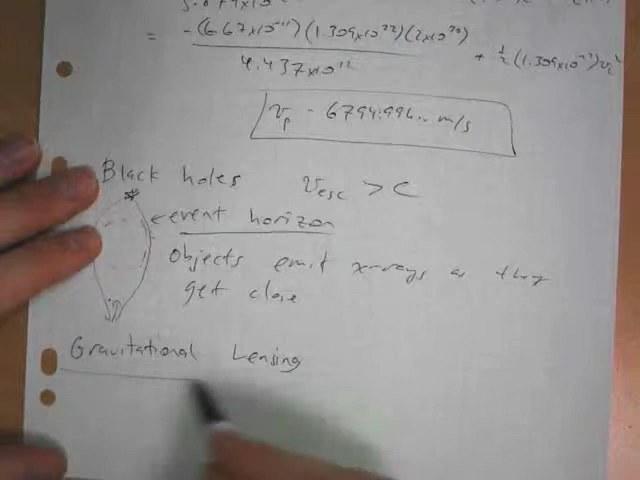 -(6.67x10⁻¹¹)(1.309x10²²)(2x10³⁰)
= + ½(1.309x10²²)v²
4.437x10¹²
v_p = 6794.996... m/s
Black holes v_esc > C
event horizon
Objects emit x-rays as they
get close
Gravitational Lensing